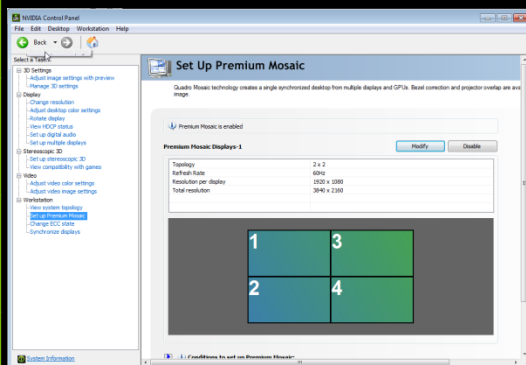 NVIDIA Control Panel
File Edit Desktop Workstation Help
Back
Select a Task...
3D Settings
Adjust image settings with preview
Manage 3D settings
Display
Change resolution
Adjust desktop color settings
Rotate display
View HDCP status
Set up digital audio
Set up multiple displays
Stereoscopic 3D
Set up stereoscopic 3D
View compatibility with games
Video
Adjust video color settings
Adjust video image settings
Workstation
View system topology
Set up Premium Mosaic
Change ECC state
Synchronize displays
System Information
Set Up Premium Mosaic
Quadro Mosaic technology creates a single synchronized desktop from multiple displays and GPUs. Bezel correction and projector overlap are ava
image.
Premium Mosaic is enabled
Premium Mosaic Displays-1
Modify Disable
Topology 2 x 2
Refresh Rate 60Hz
Resolution per display 1920 x 1080
Total resolution 3840 x 2160
1 3
2 4
Conditions to set up Premium Mosaic: